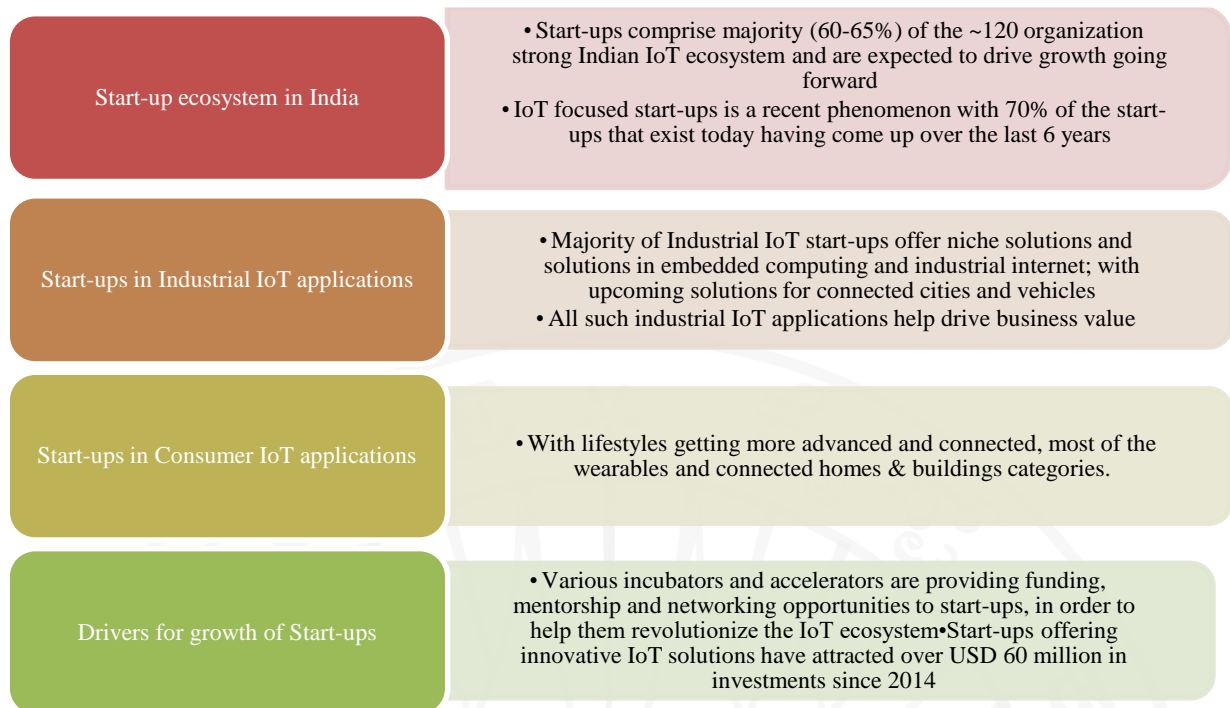 Start-up ecosystem in India
• Start-ups comprise majority (60-65%) of the ~120 organization
strong Indian IoT ecosystem and are expected to drive growth going
forward
• IoT focused start-ups is a recent phenomenon with 70% of the start-
ups that exist today having come up over the last 6 years
Start-ups in Industrial IoT applications
• Majority of Industrial IoT start-ups offer niche solutions and
solutions in embedded computing and industrial internet; with
upcoming solutions for connected cities and vehicles
• All such industrial IoT applications help drive business value
Start-ups in Consumer IoT applications
• With lifestyles getting more advanced and connected, most of the
wearables and connected homes & buildings categories.
Drivers for growth of Start-ups
• Various incubators and accelerators are providing funding,
mentorship and networking opportunities to start-ups, in order to
help them revolutionize the IoT ecosystem•Start-ups offering
innovative IoT solutions have attracted over USD 60 million in
investments since 2014